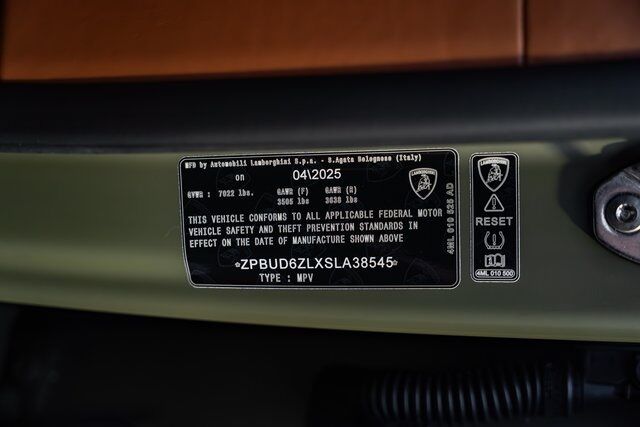 MFD by Automobili Lamborghini S.p.a. - S.Agata Bolognese (Italy)
on 04\2025
GVWR : 7022 lbs. GAWR (F) GAWR (R)
3505 lbs 3638 lbs
THIS VEHICLE CONFORMS TO ALL APPLICABLE FEDERAL MOTOR
VEHICLE SAFETY AND THEFT PREVENTION STANDARDS IN
EFFECT ON THE DATE OF MANUFACTURE SHOWN ABOVE
*ZPBUD6ZLXSLA38545*
TYPE : MPV
4ML 010 525 AD
LAMBORGHINI
RESET
4ML 010 500